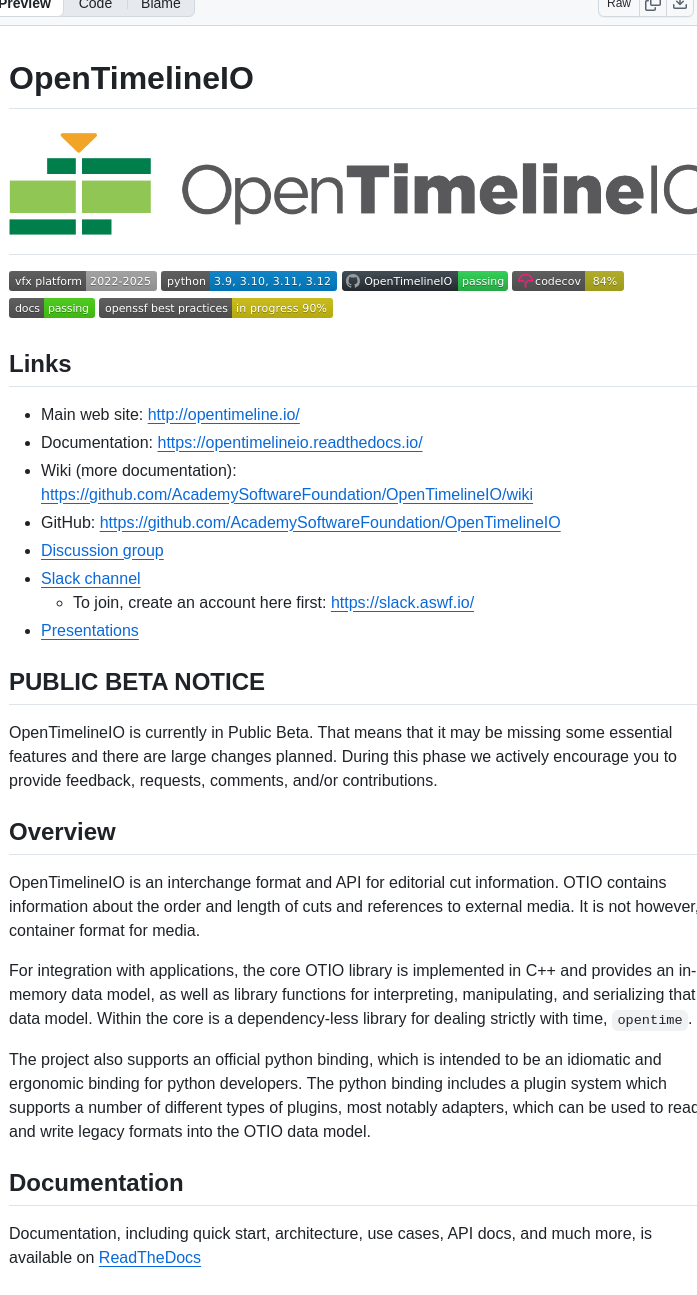 Preview Code Blame Raw
OpenTimelineIO
OpenTimelineIO
vfx platform 2022-2025 python 3.9, 3.10, 3.11, 3.12 OpenTimelineIO passing codecov 84%
docs passing openssf best practices in progress 90%
Links
Main web site: http://opentimeline.io/
Documentation: https://opentimelineio.readthedocs.io/
Wiki (more documentation):
https://github.com/AcademySoftwareFoundation/OpenTimelineIO/wiki
GitHub: https://github.com/AcademySoftwareFoundation/OpenTimelineIO
Discussion group
Slack channel
To join, create an account here first: https://slack.aswf.io/
Presentations
PUBLIC BETA NOTICE
OpenTimelineIO is currently in Public Beta. That means that it may be missing some essential
features and there are large changes planned. During this phase we actively encourage you to
provide feedback, requests, comments, and/or contributions.
Overview
OpenTimelineIO is an interchange format and API for editorial cut information. OTIO contains
information about the order and length of cuts and references to external media. It is not however,
container format for media.
For integration with applications, the core OTIO library is implemented in C++ and provides an in-
memory data model, as well as library functions for interpreting, manipulating, and serializing that
data model. Within the core is a dependency-less library for dealing strictly with time, opentime.
The project also supports an official python binding, which is intended to be an idiomatic and
ergonomic binding for python developers. The python binding includes a plugin system which
supports a number of different types of plugins, most notably adapters, which can be used to read
and write legacy formats into the OTIO data model.
Documentation
Documentation, including quick start, architecture, use cases, API docs, and much more, is
available on ReadTheDocs